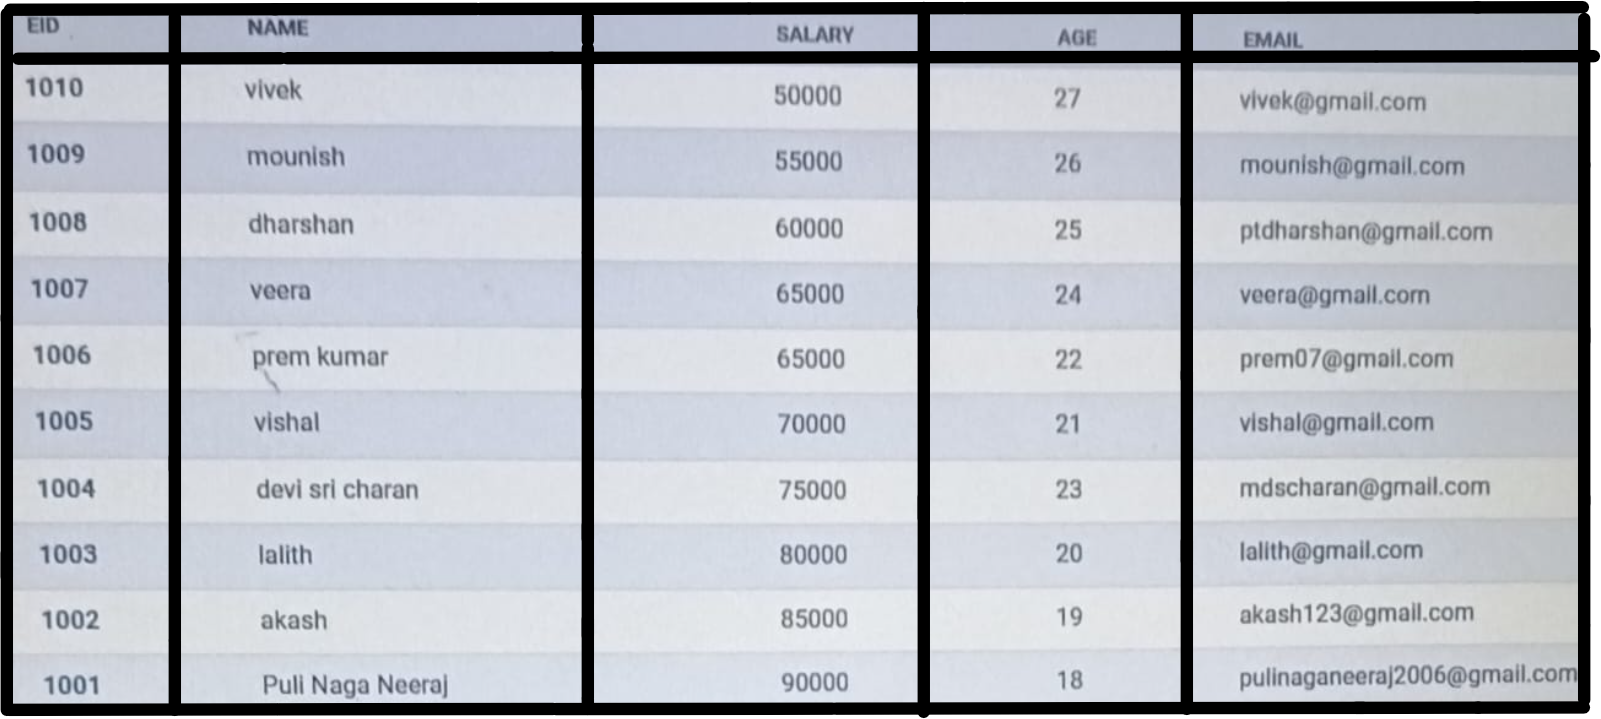 EID NAME SALARY AGE EMAIL
1010 vivek 50000 27 vivek@gmail.com
1009 mounish 55000 26 mounish@gmail.com
1008 dharshan 60000 25 ptdharshan@gmail.com
1007 veera 65000 24 veera@gmail.com
1006 prem kumar 65000 22 prem07@gmail.com
1005 vishal 70000 21 vishal@gmail.com
1004 devi sri charan 75000 23 mdscharan@gmail.com
1003 lalith 80000 20 lalith@gmail.com
1002 akash 85000 19 akash123@gmail.com
1001 Puli Naga Neeraj 90000 18 pulinaganeeraj2006@gmail.com